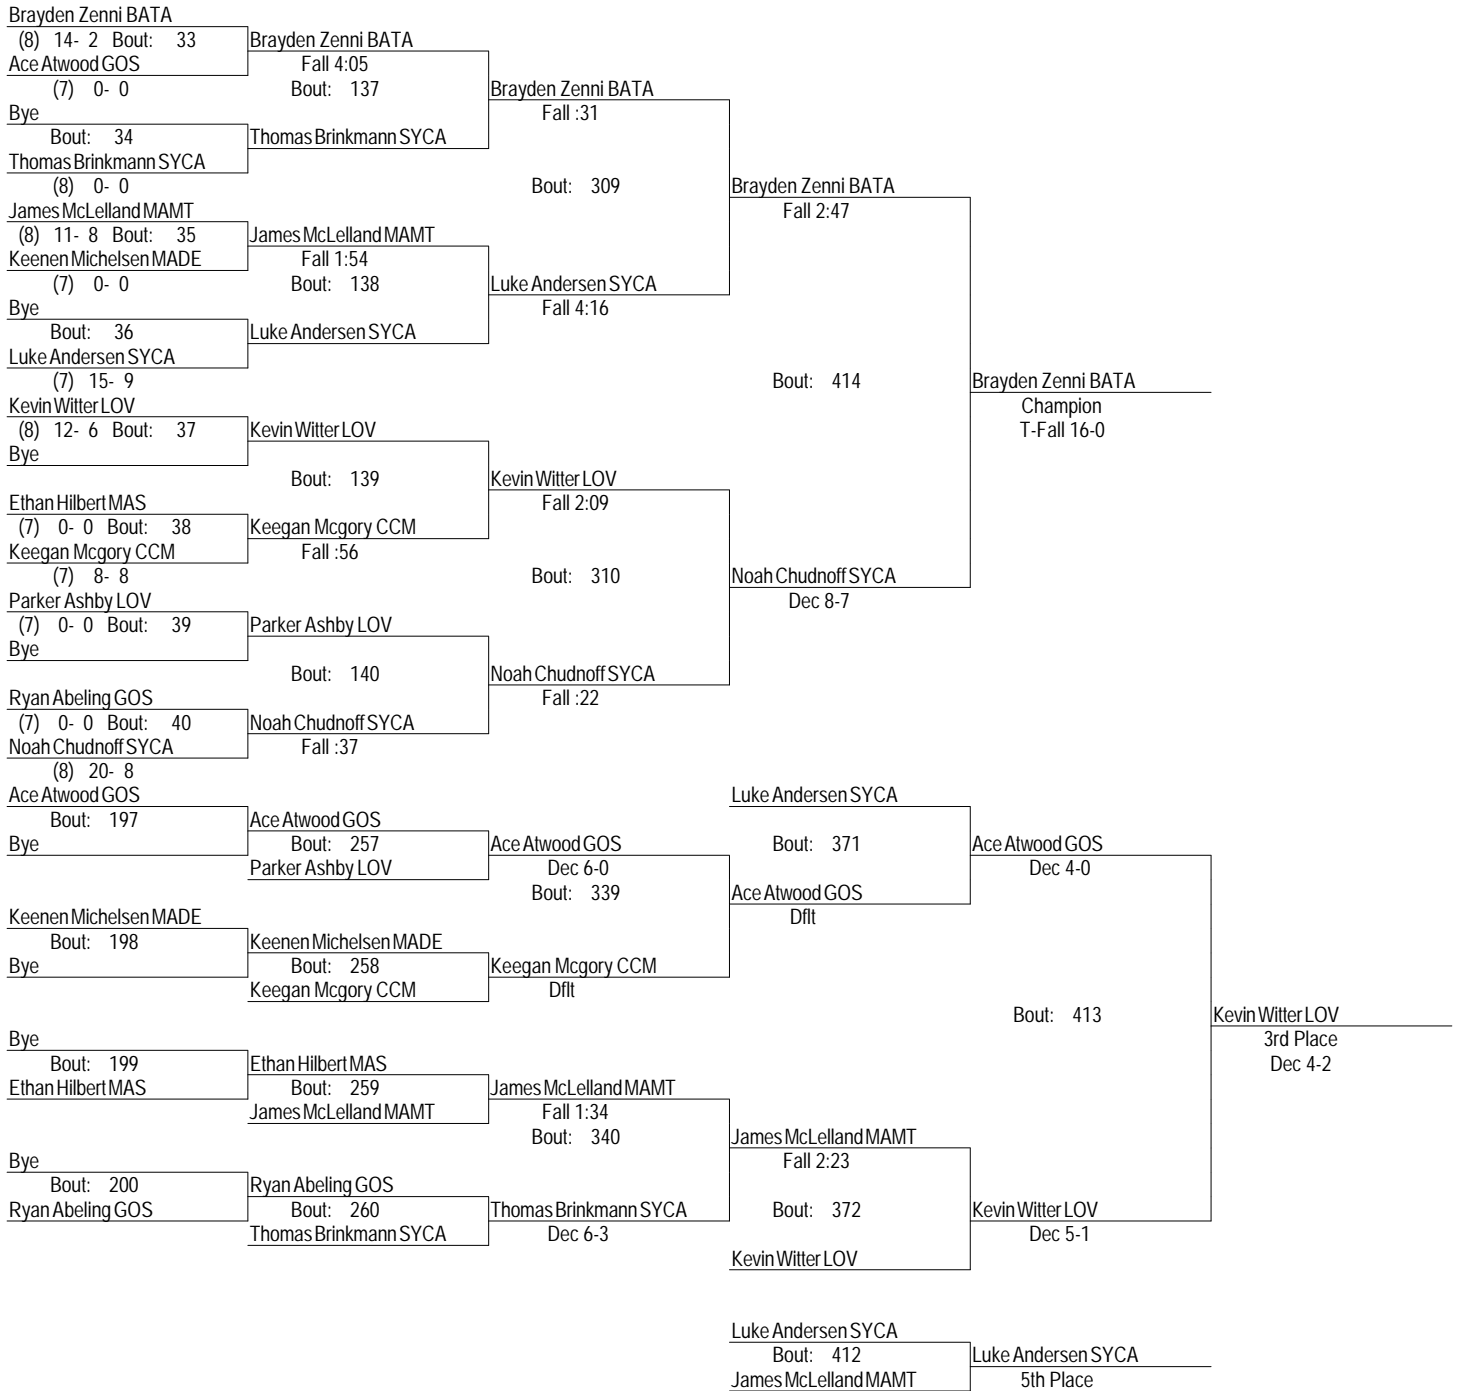 Brayden Zenni BATA
(8) 14- 2 Bout: 33
Brayden Zenni BATA
Ace Atwood GOS
Fall 4:05
(7) 0- 0
Bout: 137
Brayden Zenni BATA
Bye
Fall :31
Bout: 34
Thomas Brinkmann SYCA
Thomas Brinkmann SYCA
(8) 0- 0
Bout: 309
Brayden Zenni BATA
James McLelland MAMT
Fall 2:47
(8) 11- 8 Bout: 35
James McLelland MAMT
Keenen Michelsen MADE
Fall 1:54
(7) 0- 0
Bout: 138
Luke Andersen SYCA
Bye
Fall 4:16
Bout: 36
Luke Andersen SYCA
Luke Andersen SYCA
(7) 15- 9
Bout: 414
Brayden Zenni BATA
Kevin Witter LOV
Champion
(8) 12- 6 Bout: 37
Kevin Witter LOV
T-Fall 16-0
Bye
Bout: 139
Kevin Witter LOV
Ethan Hilbert MAS
Fall 2:09
(7) 0- 0 Bout: 38
Keegan Mcgory CCM
Keegan Mcgory CCM
Fall :56
(7) 8- 8
Bout: 310
Noah Chudnoff SYCA
Parker Ashby LOV
Dec 8-7
(7) 0- 0 Bout: 39
Parker Ashby LOV
Bye
Bout: 140
Noah Chudnoff SYCA
Ryan Abeling GOS
Fall :22
(7) 0- 0 Bout: 40
Noah Chudnoff SYCA
Noah Chudnoff SYCA
Fall :37
(8) 20- 8
Ace Atwood GOS
Luke Andersen SYCA
Bout: 197
Ace Atwood GOS
Bye
Bout: 257
Ace Atwood GOS
Bout: 371
Ace Atwood GOS
Parker Ashby LOV
Dec 6-0
Dec 4-0
Bout: 339
Ace Atwood GOS
Keenen Michelsen MADE
Dflt
Bout: 198
Keenen Michelsen MADE
Bye
Bout: 258
Keegan Mcgory CCM
Keegan Mcgory CCM
Dflt
Bout: 413
Kevin Witter LOV
Bye
3rd Place
Bout: 199
Ethan Hilbert MAS
Dec 4-2
Ethan Hilbert MAS
Bout: 259
James McLelland MAMT
James McLelland MAMT
Fall 1:34
Bout: 340
James McLelland MAMT
Bye
Fall 2:23
Bout: 200
Ryan Abeling GOS
Ryan Abeling GOS
Bout: 260
Thomas Brinkmann SYCA
Bout: 372
Kevin Witter LOV
Thomas Brinkmann SYCA
Dec 6-3
Dec 5-1
Kevin Witter LOV
Luke Andersen SYCA
Bout: 412
Luke Andersen SYCA
James McLelland MAMT
5th Place